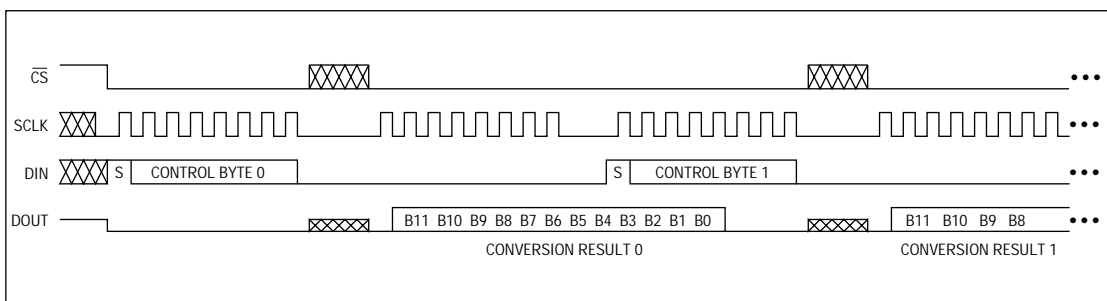 CS
SCLK
DIN S CONTROL BYTE 0 S CONTROL BYTE 1
DOUT B11 B10 B9 B8 B7 B6 B5 B4 B3 B2 B1 B0 B11 B10 B9 B8
CONVERSION RESULT 0 CONVERSION RESULT 1